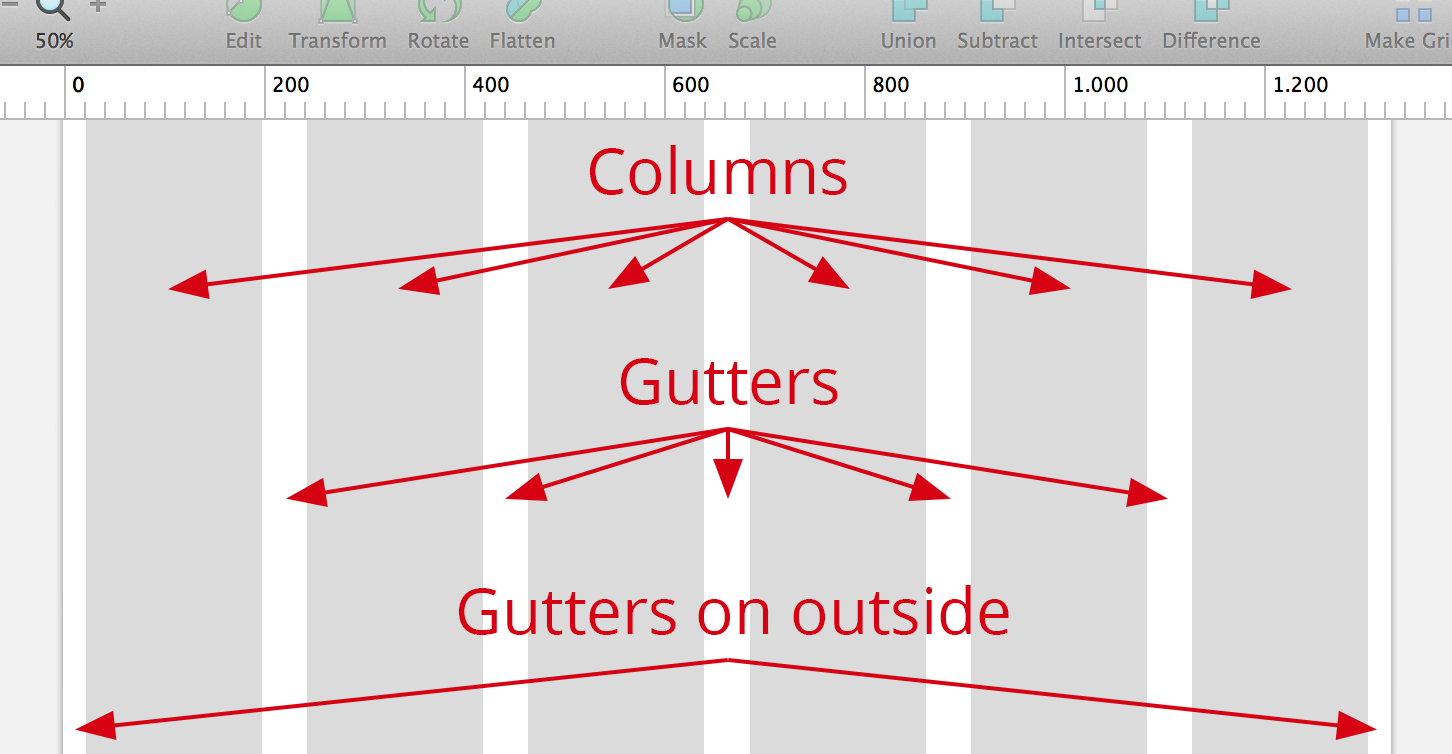 50% Edit Transform Rotate Flatten Mask Scale Union Subtract Intersect Difference Make
0 200 400 600 800 1.000 1.200
Columns
Gutters
Gutters on outside